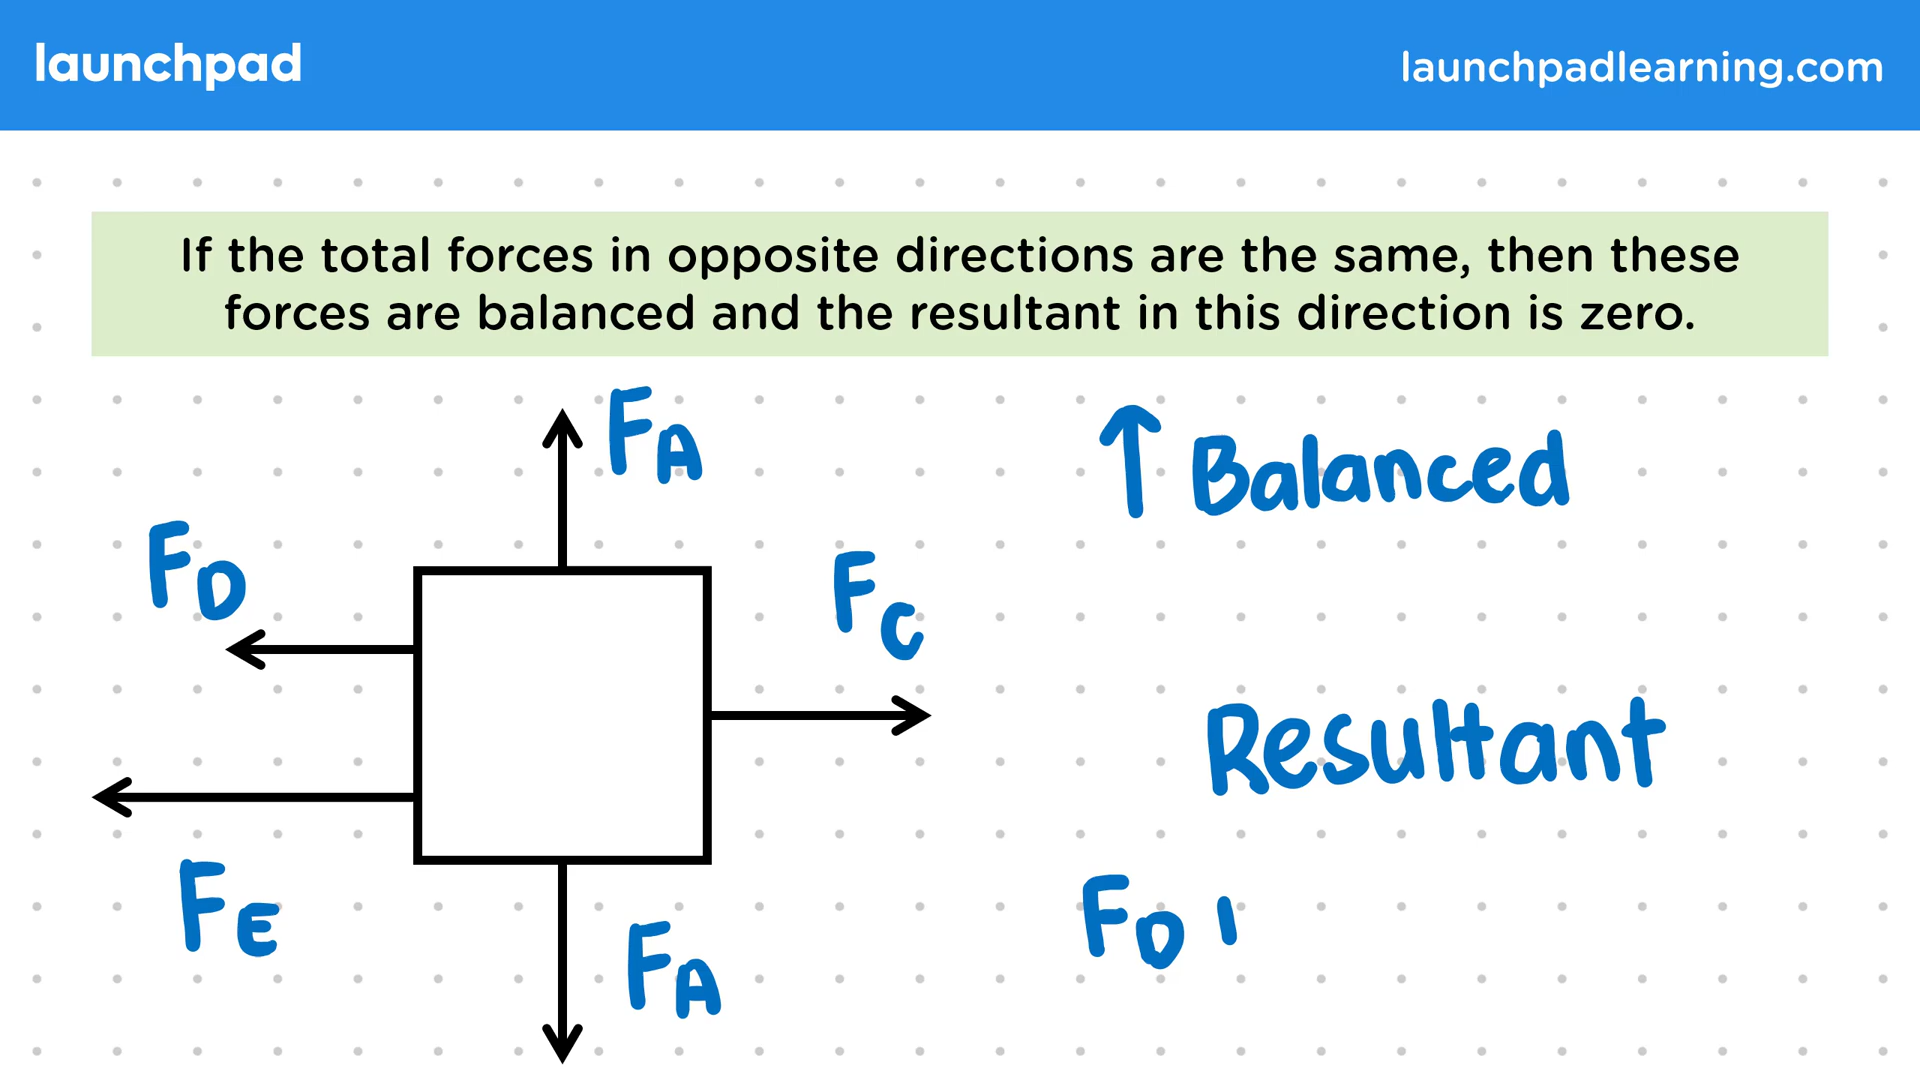 launchpad
launchpadlearning.com
If the total forces in opposite directions are the same, then these
forces are balanced and the resultant in this direction is zero.
FA
↑ Balanced
FD
FC
Resultant
FE
FD
FA